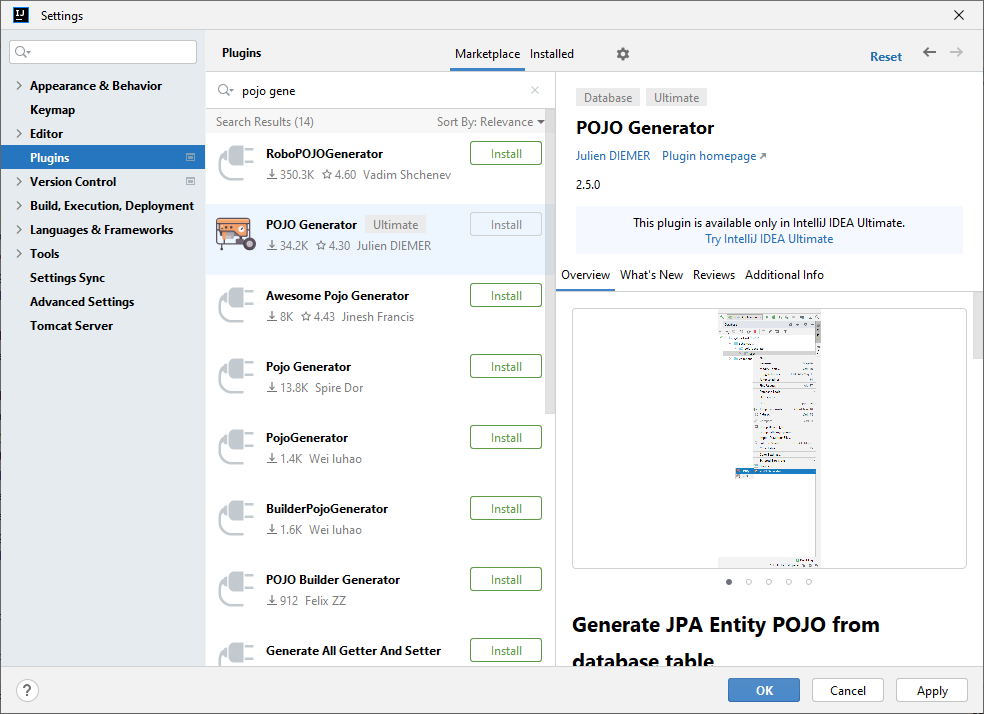 Settings
Appearance & Behavior
Keymap
Editor
Plugins
Version Control
Build, Execution, Deployment
Languages & Frameworks
Tools
Settings Sync
Advanced Settings
Tomcat Server
Plugins
Marketplace
Installed
Reset
pojo gene
Search Results (14)
Sort By: Relevance
RoboPOJOGenerator
Install
350.3K 4.60 Vadim Shchenev
POJO Generator Ultimate
Install
34.2K 4.30 Julien DIEMER
Awesome Pojo Generator
Install
8K 4.43 Jinesh Francis
Pojo Generator
Install
13.8K Spire Dor
PojoGenerator
Install
1.4K Wei Iuhao
BuilderPojoGenerator
Install
1.6K Wei Iuhao
POJO Builder Generator
Install
912 Felix ZZ
Generate All Getter And Setter
Install
Database Ultimate
POJO Generator
Julien DIEMER Plugin homepage
2.5.0
This plugin is available only in IntelliJ IDEA Ultimate.
Try IntelliJ IDEA Ultimate
Overview What's New Reviews Additional Info
Generate JPA Entity POJO from
database table
?
OK
Cancel
Apply